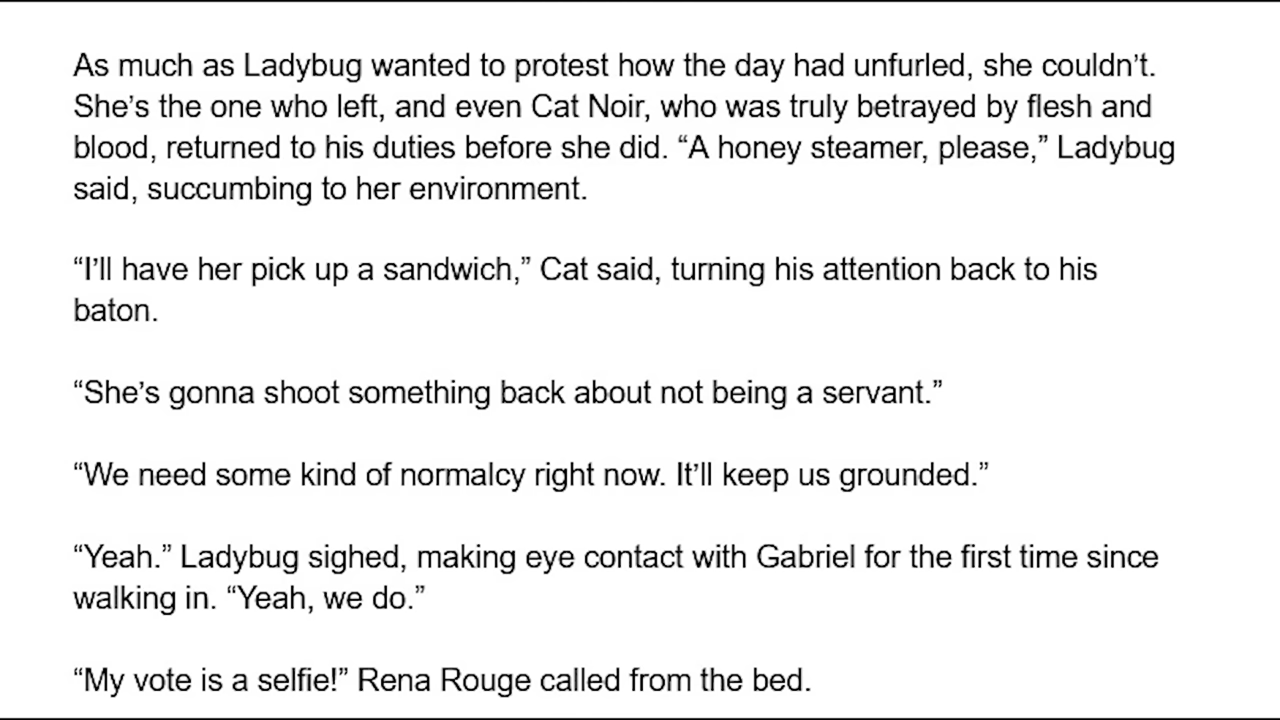 As much as Ladybug wanted to protest how the day had unfurled, she couldn’t.
She’s the one who left, and even Cat Noir, who was truly betrayed by flesh and
blood, returned to his duties before she did. “A honey steamer, please,” Ladybug
said, succumbing to her environment.
“I’ll have her pick up a sandwich,” Cat said, turning his attention back to his
baton.
“She’s gonna shoot something back about not being a servant.”
“We need some kind of normalcy right now. It’ll keep us grounded.”
“Yeah.” Ladybug sighed, making eye contact with Gabriel for the first time since
walking in. “Yeah, we do.”
“My vote is a selfie!” Rena Rouge called from the bed.